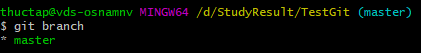 thuctap@vds-osnamnv MINGW64 /d/StudyResult/TestGit (master)
$ git branch
* master